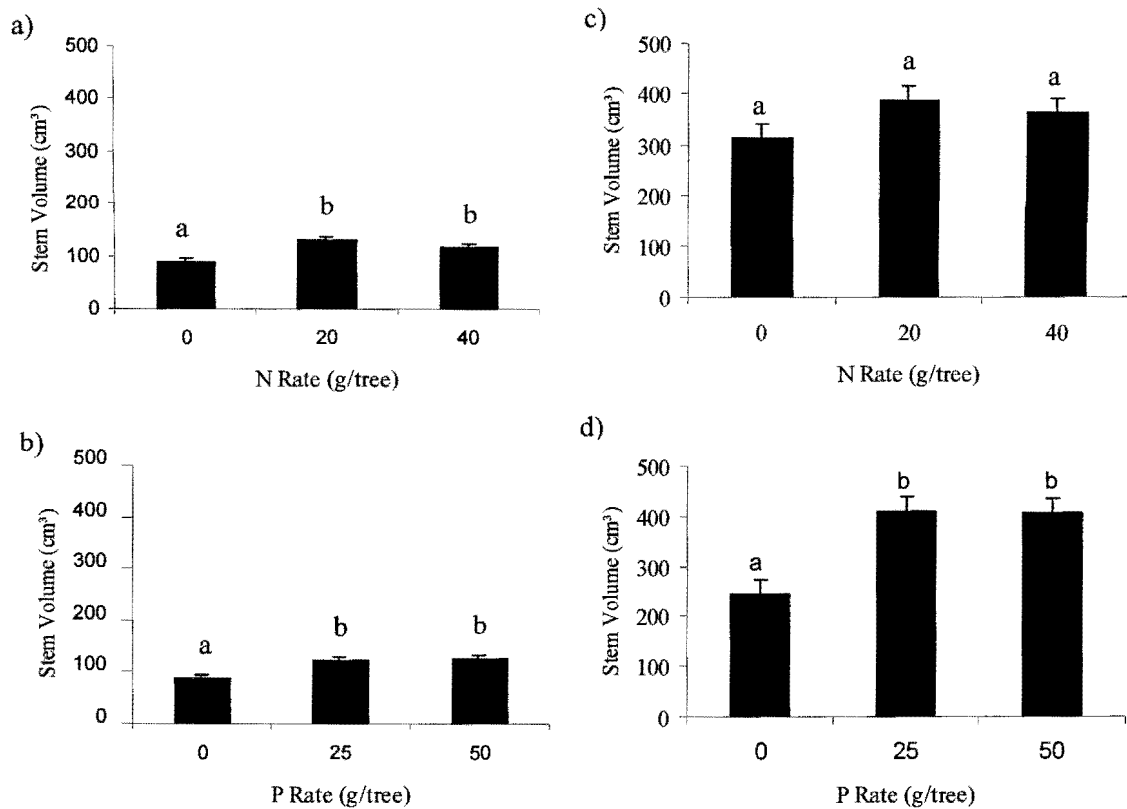 a)
Stem Volume (cm³)
500
400
300
200
100
0
a
b
b
0 20 40
N Rate (g/tree)
c)
Stem Volume (cm³)
500
400
300
200
100
0
a
a
a
0 20 40
N Rate (g/tree)
b)
Stem Volume (cm³)
500
400
300
200
100
0
a
b
b
0 25 50
P Rate (g/tree)
d)
Stem Volume (cm³)
500
400
300
200
100
0
a
b
b
0 25 50
P Rate (g/tree)